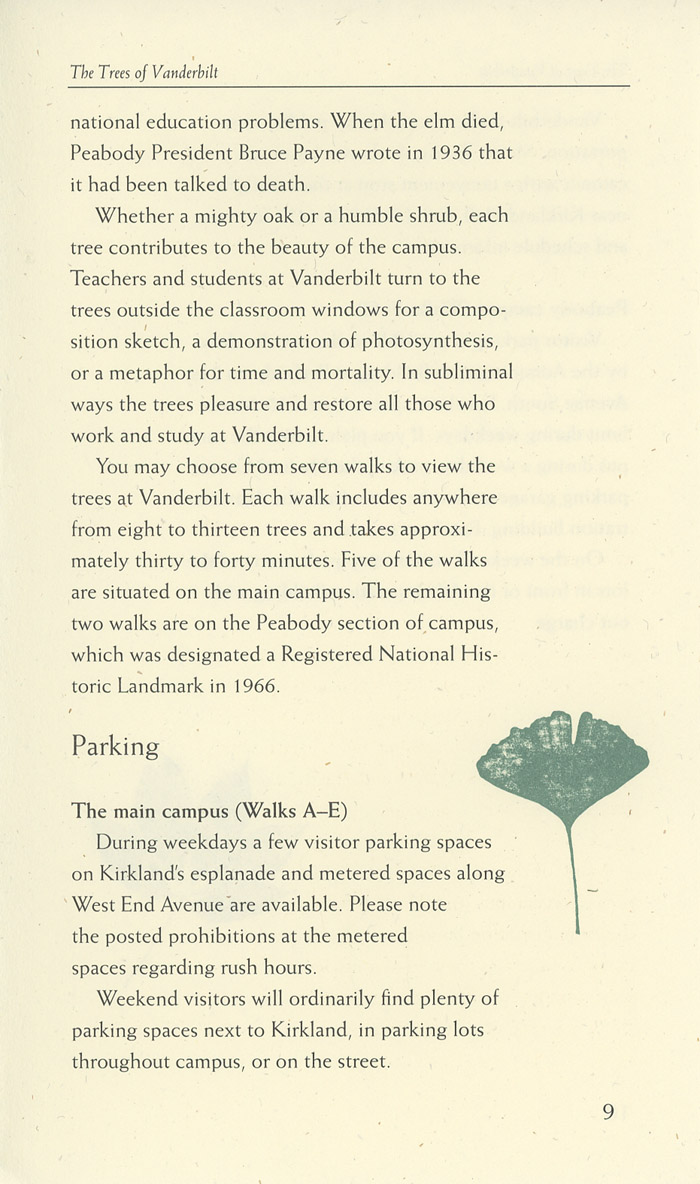 The Trees of Vanderbilt
national education problems. When the elm died,
Peabody President Bruce Payne wrote in 1936 that
it had been talked to death.
Whether a mighty oak or a humble shrub, each
tree contributes to the beauty of the campus.
Teachers and students at Vanderbilt turn to the
trees outside the classroom windows for a compo-
sition sketch, a demonstration of photosynthesis,
or a metaphor for time and mortality. In subliminal
ways the trees pleasure and restore all those who
work and study at Vanderbilt.
You may choose from seven walks to view the
trees at Vanderbilt. Each walk includes anywhere
from eight to thirteen trees and takes approxi-
mately thirty to forty minutes. Five of the walks
are situated on the main campus. The remaining
two walks are on the Peabody section of campus,
which was designated a Registered National His-
toric Landmark in 1966.
Parking
The main campus (Walks A–E)
During weekdays a few visitor parking spaces
on Kirkland's esplanade and metered spaces along
West End Avenue are available. Please note
the posted prohibitions at the metered
spaces regarding rush hours.
Weekend visitors will ordinarily find plenty of
parking spaces next to Kirkland, in parking lots
throughout campus, or on the street.
9